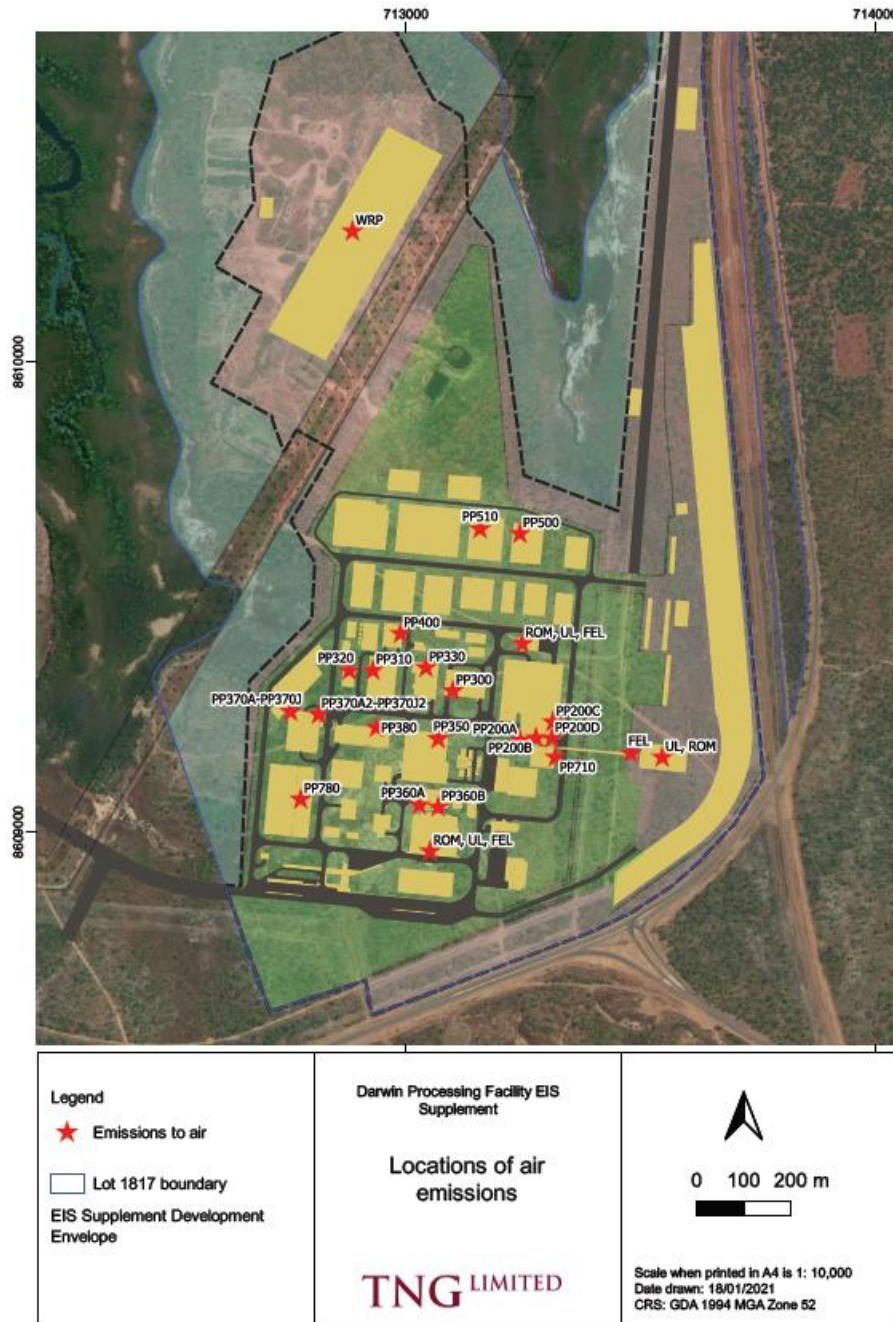 713000
714000
WRP
8610000
PP510
PP500
PP400
ROM, UL, FEL
PP320
PP310
PP330
PP300
PP370A-PP370J
PP370A2-PP370J2
PP200C
PP380
PP350
PP200A
PP200D
PP200B
FEL
UL, ROM
PP710
PP780
PP360A
PP360B
8609000
ROM, UL, FEL
Legend
Emissions to air
Lot 1817 boundary
EIS Supplement Development
Envelope
Darwin Processing Facility EIS
Supplement
Locations of air
emissions
TNG LIMITED
0 100 200 m
Scale when printed in A4 is 1: 10,000
Date drawn: 18/01/2021
CRS: GDA 1994 MGA Zone 52